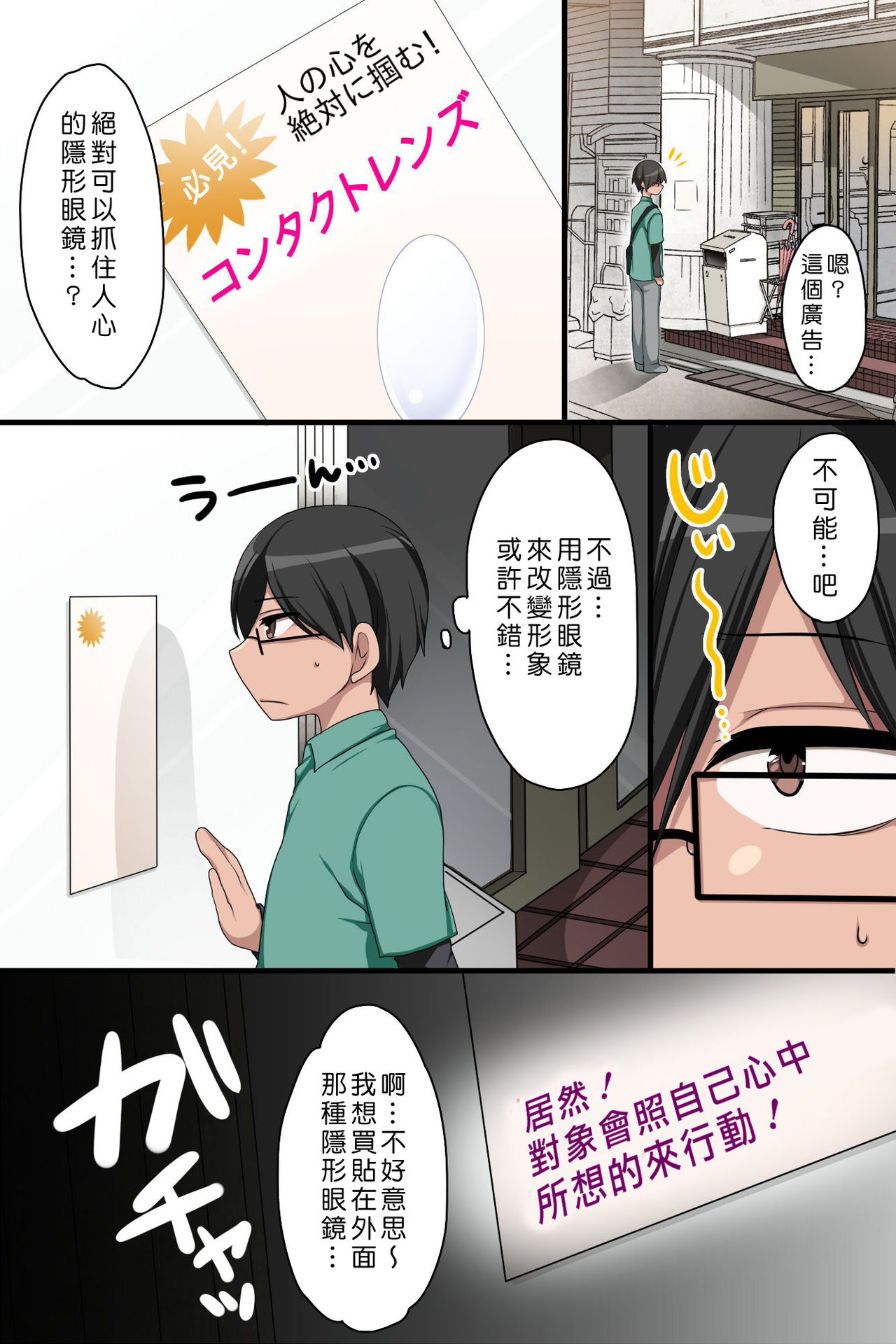 嗯？
這個廣告…
必見！
人の心を
絶対に掴む！
コンタクトレンズ
絕對可以抓住人心
的隱形眼鏡…？
不可能…吧
じぃ～…
不過…
用隱形眼鏡
來改變形象
或許不錯…
うーん…
居然！
對象會照自己心中
所想的來行動！
啊…不好意思～
我想買貼在外面
那種隱形眼鏡…
ガチャッ